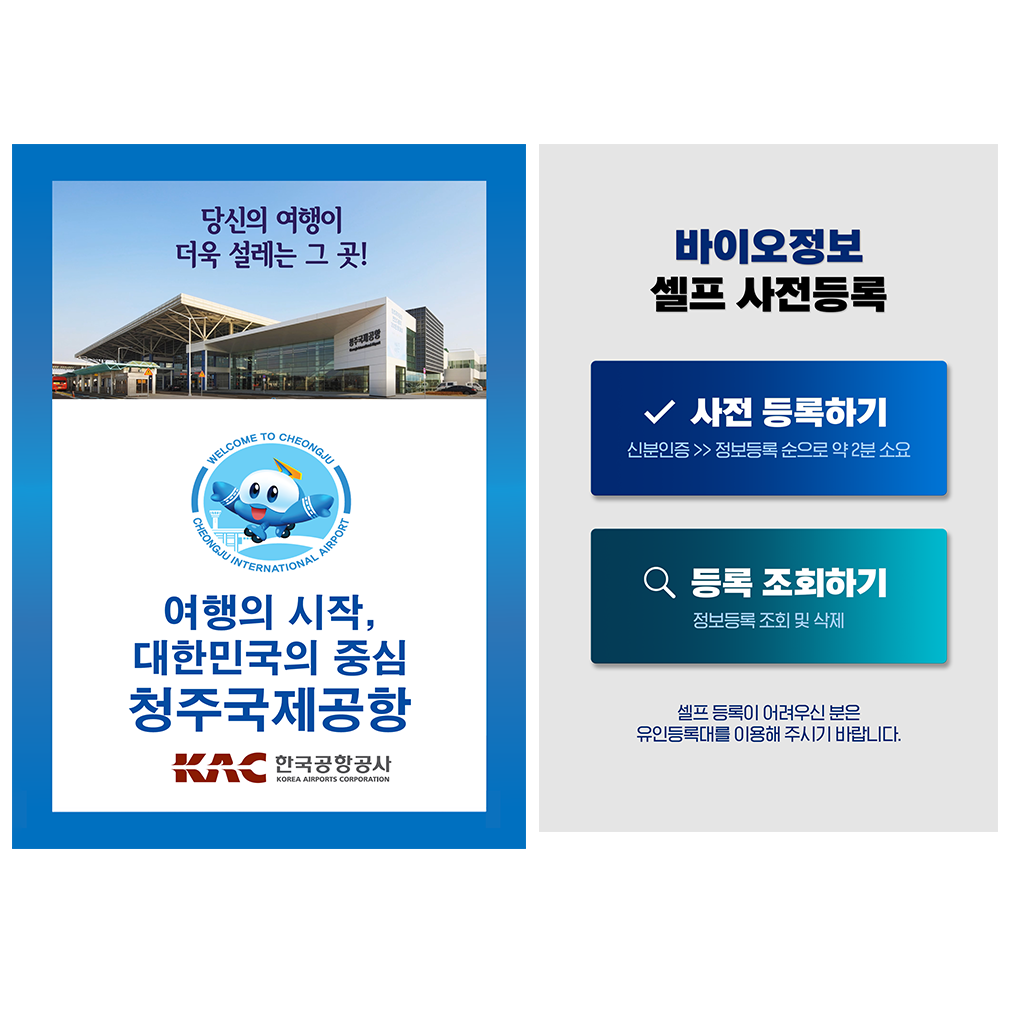 당신의 여행이
더욱 설레는 그 곳!
청주국제공항
WELCOME TO CHEONGJU
CHEONGJU INTERNATIONAL AIRPORT
여행의 시작,
대한민국의 중심
청주국제공항
KAC 한국공항공사
KOREA AIRPORTS CORPORATION
바이오정보
셀프 사전등록
사전 등록하기
신분인증 >> 정보등록 순으로 약 2분 소요
등록 조회하기
정보등록 조회 및 삭제
셀프 등록이 어려우신 분은
유인등록대를 이용해 주시기 바랍니다.